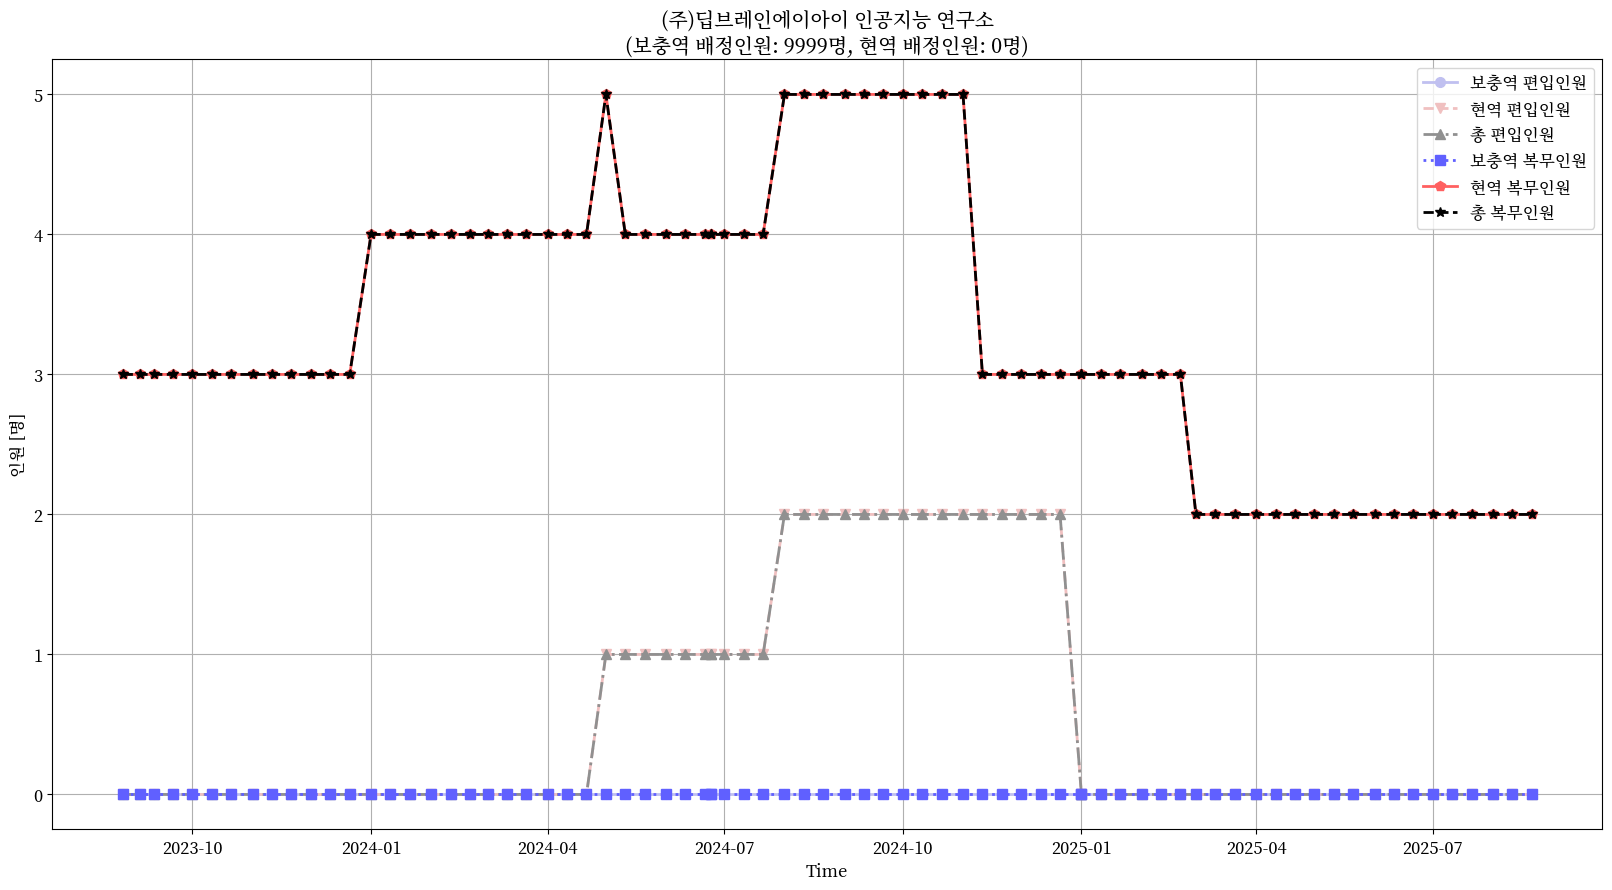 (주)딥브레인에이아이 인공지능 연구소
(보충역 배정인원: 9999명, 현역 배정인원: 0명)
보충역 편입인원
현역 편입인원
총 편입인원
보충역 복무인원
현역 복무인원
총 복무인원
5
4
3
2
1
0
인원 [명]
2023-10
2024-01
2024-04
2024-07
2024-10
2025-01
2025-04
2025-07
Time